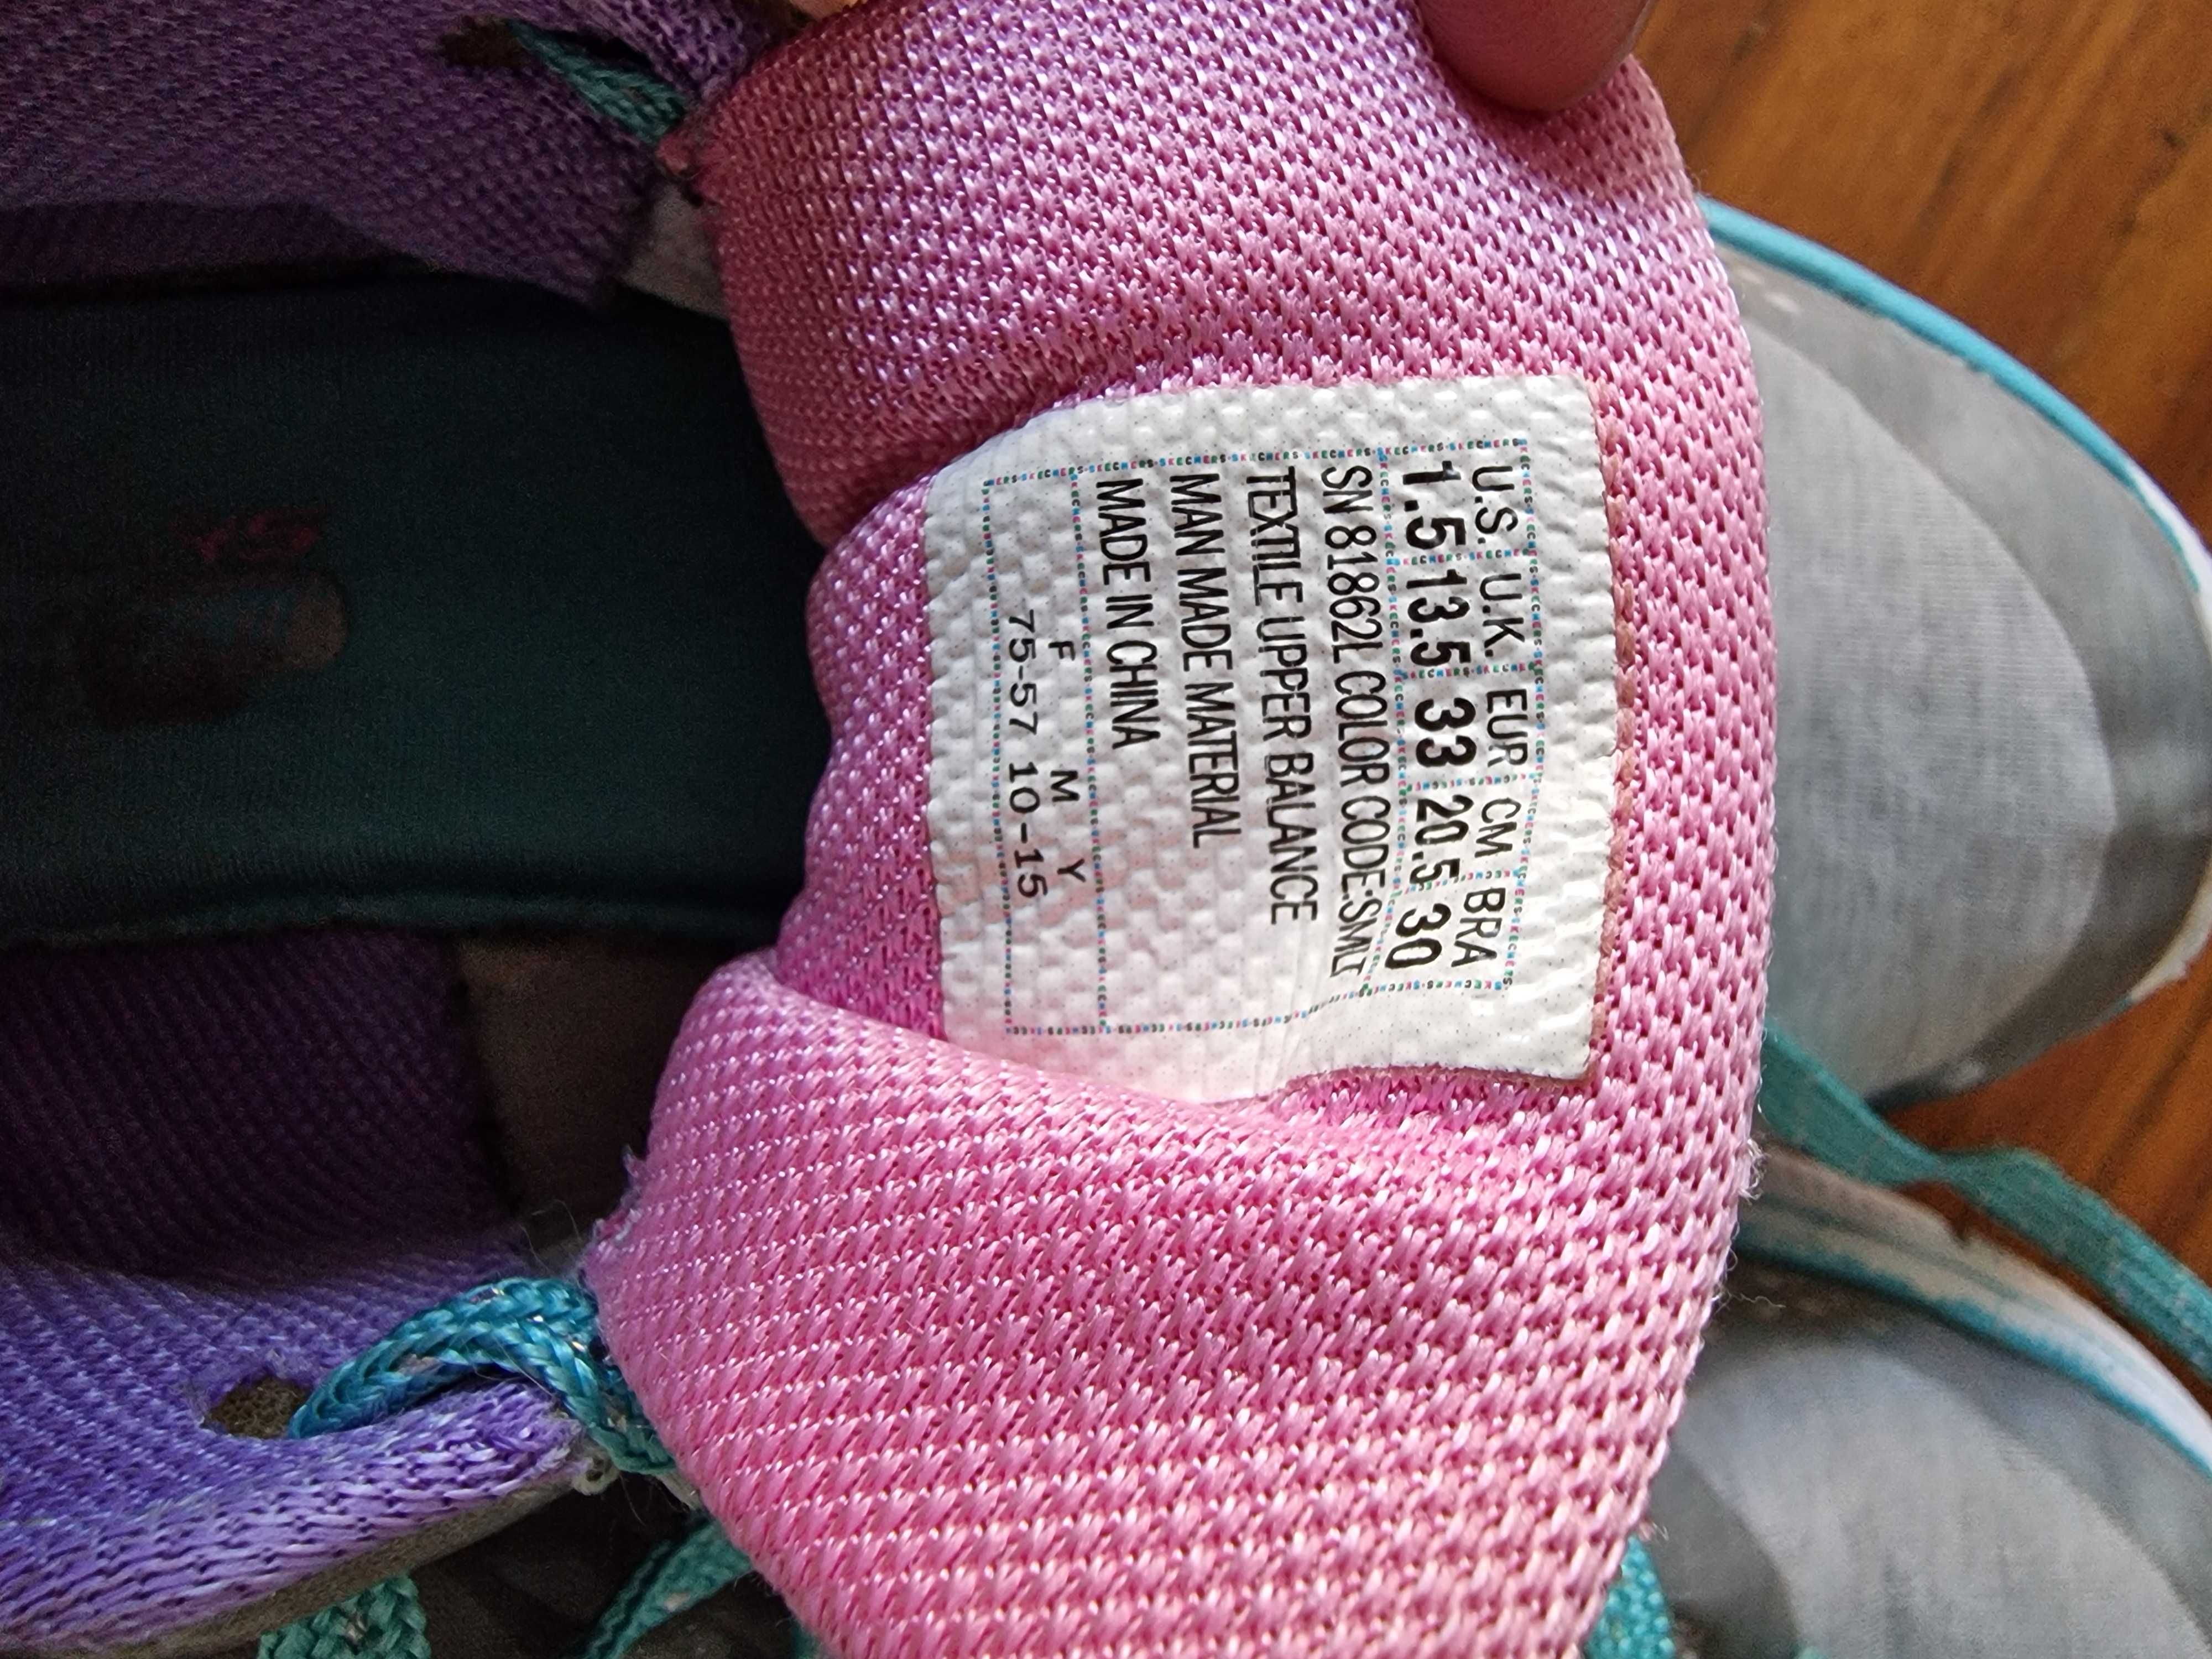 U.S. U.K. EUR CM BRA
1.5 13.5 33 20.5 30
SN 81862L COLOR CODE:SMLT
TEXTILE UPPER BALANCE
MAN MADE MATERIAL
MADE IN CHINA
F M Y
75-57 10-15